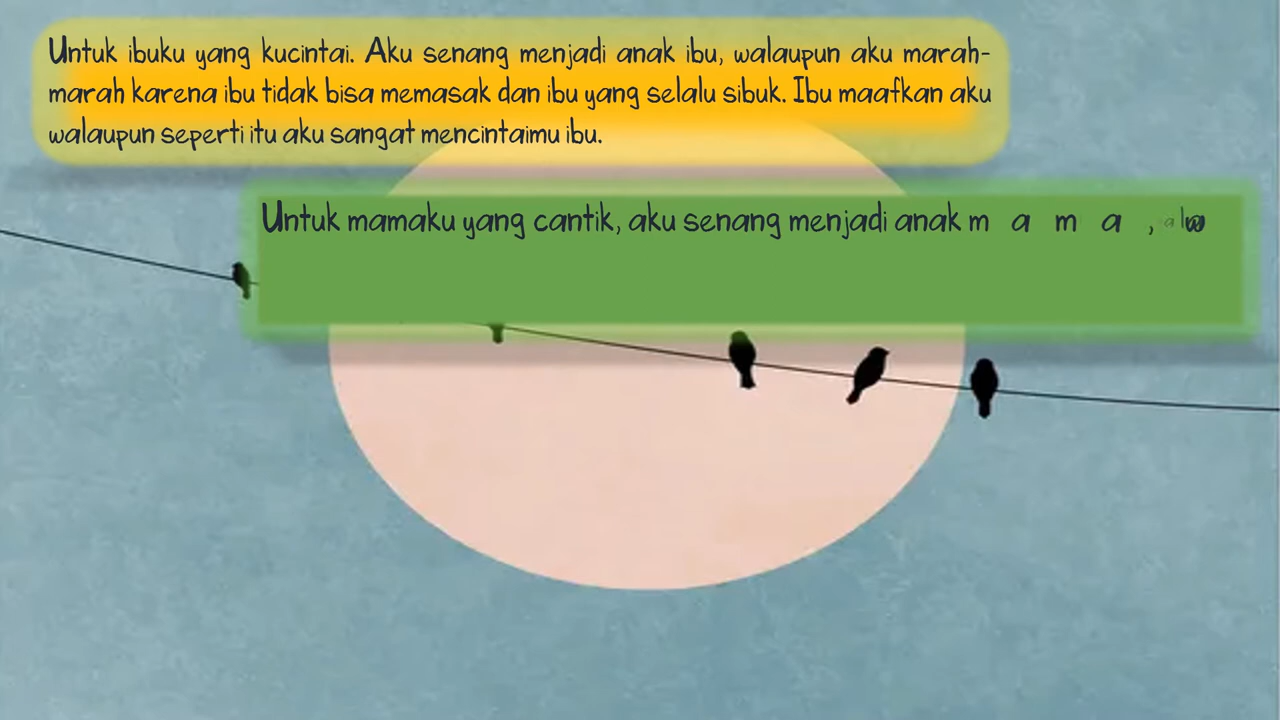 Untuk ibuku yang kucintai. Aku senang menjadi anak ibu, walaupun aku marah-
marah karena ibu tidak bisa memasak dan ibu yang selalu sibuk. Ibu maafkan aku
walaupun seperti itu aku sangat mencintaimu ibu.
Untuk mamaku yang cantik, aku senang menjadi anak m a m a ,